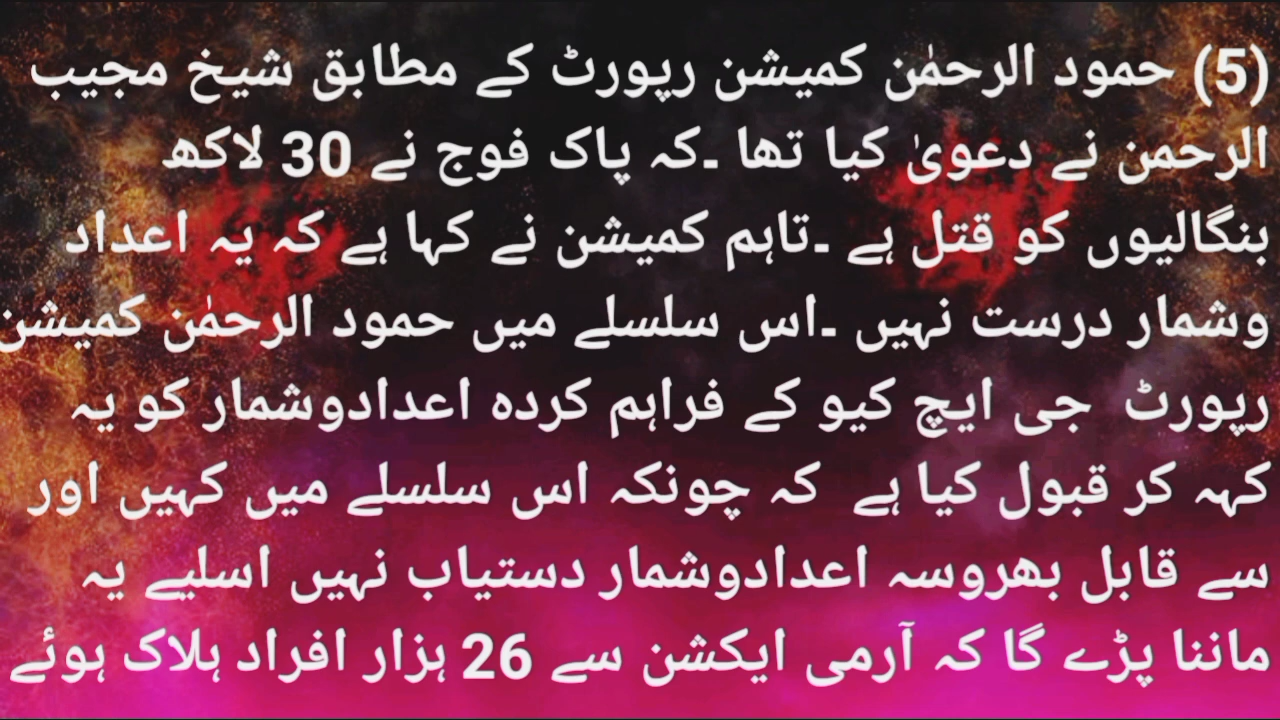 (5) حمود الرحمٰن کمیشن رپورٹ کے مطابق شیخ مجیب
الرحمن نے دعویٰ کیا تھا ۔کہ پاک فوج نے 30 لاکھ
بنگالیوں کو قتل ہے ۔تاہم کمیشن نے کہا ہے کہ یہ اعداد
وشمار درست نہیں ۔اس سلسلے میں حمود الرحمٰن کمیشن
رپورٹ جی ایچ کیو کے فراہم کردہ اعدادوشمار کو یہ
کہہ کر قبول کیا ہے کہ چونکہ اس سلسلے میں کہیں اور
سے قابل بھروسہ اعدادوشمار دستیاب نہیں اسلیے یہ
ماننا پڑے گا کہ آرمی ایکشن سے 26 ہزار افراد ہلاک ہوئے